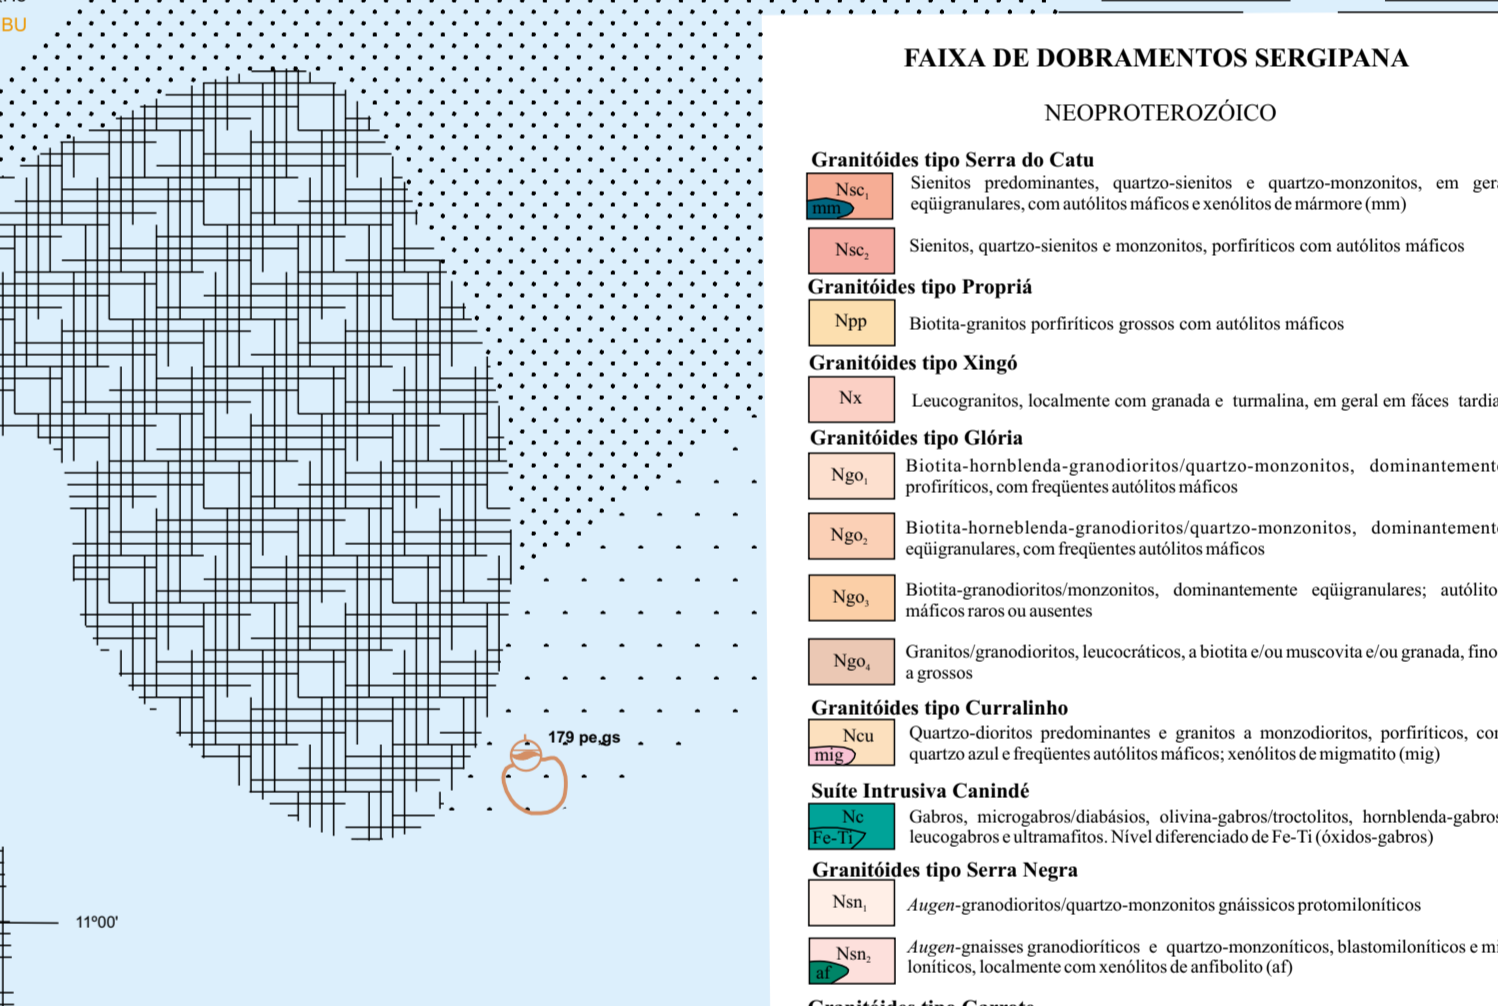 BU
179 pe,gs
11º00'
FAIXA DE DOBRAMENTOS SERGIPANA
NEOPROTEROZÓICO
Granitóides tipo Serra do Catu
Nsc₁
mm
Sienitos predominantes, quartzo-sienitos e quartzo-monzonitos, em
eqüigranulares, com autólitos máficos e xenólitos de mármore (mm)
Nsc₂
Sienitos, quartzo-sienitos e monzonitos, porfiríticos com autólitos máficos
Granitóides tipo Propriá
Npp
Biotita-granitos porfiríticos grossos com autólitos máficos
Granitóides tipo Xingó
Nx
Leucogranitos, localmente com granada e turmalina, em geral em fáces tardia
Granitóides tipo Glória
Ngo₁
Biotita-hornblenda-granodioritos/quartzo-monzonitos, dominantement
profiríticos, com freqüentes autólitos máficos
Ngo₂
Biotita-horneblenda-granodioritos/quartzo-monzonitos, dominantement
eqüigranulares, com freqüentes autólitos máficos
Ngo₃
Biotita-granodioritos/monzonitos, dominantemente eqüigranulares; autólito
máficos raros ou ausentes
Ngo₄
Granitos/granodioritos, leucocráticos, a biotita e/ou muscovita e/ou granada, fino
a grossos
Granitóides tipo Curralinho
Ncu
mig
Quartzo-dioritos predominantes e granitos a monzodioritos, porfiríticos, co
quartzo azul e freqüentes autólitos máficos; xenólitos de migmatito (mig)
Suíte Intrusiva Canindé
Nc
Fe-Ti
Gabros, microgabros/diabásios, olivina-gabros/troctolitos, hornblenda-gabros
leucogabros e ultramafitos. Nível diferenciado de Fe-Ti (óxidos-gabros)
Granitóides tipo Serra Negra
Nsn₁
Augen-granodioritos/quartzo-monzonitos gnáissicos protomiloníticos
Nsn₂
af
Augen-gnaisses granodioríticos e quartzo-monzoníticos, blastomiloníticos e mi
loníticos, localmente com xenólitos de anfibolito (af)